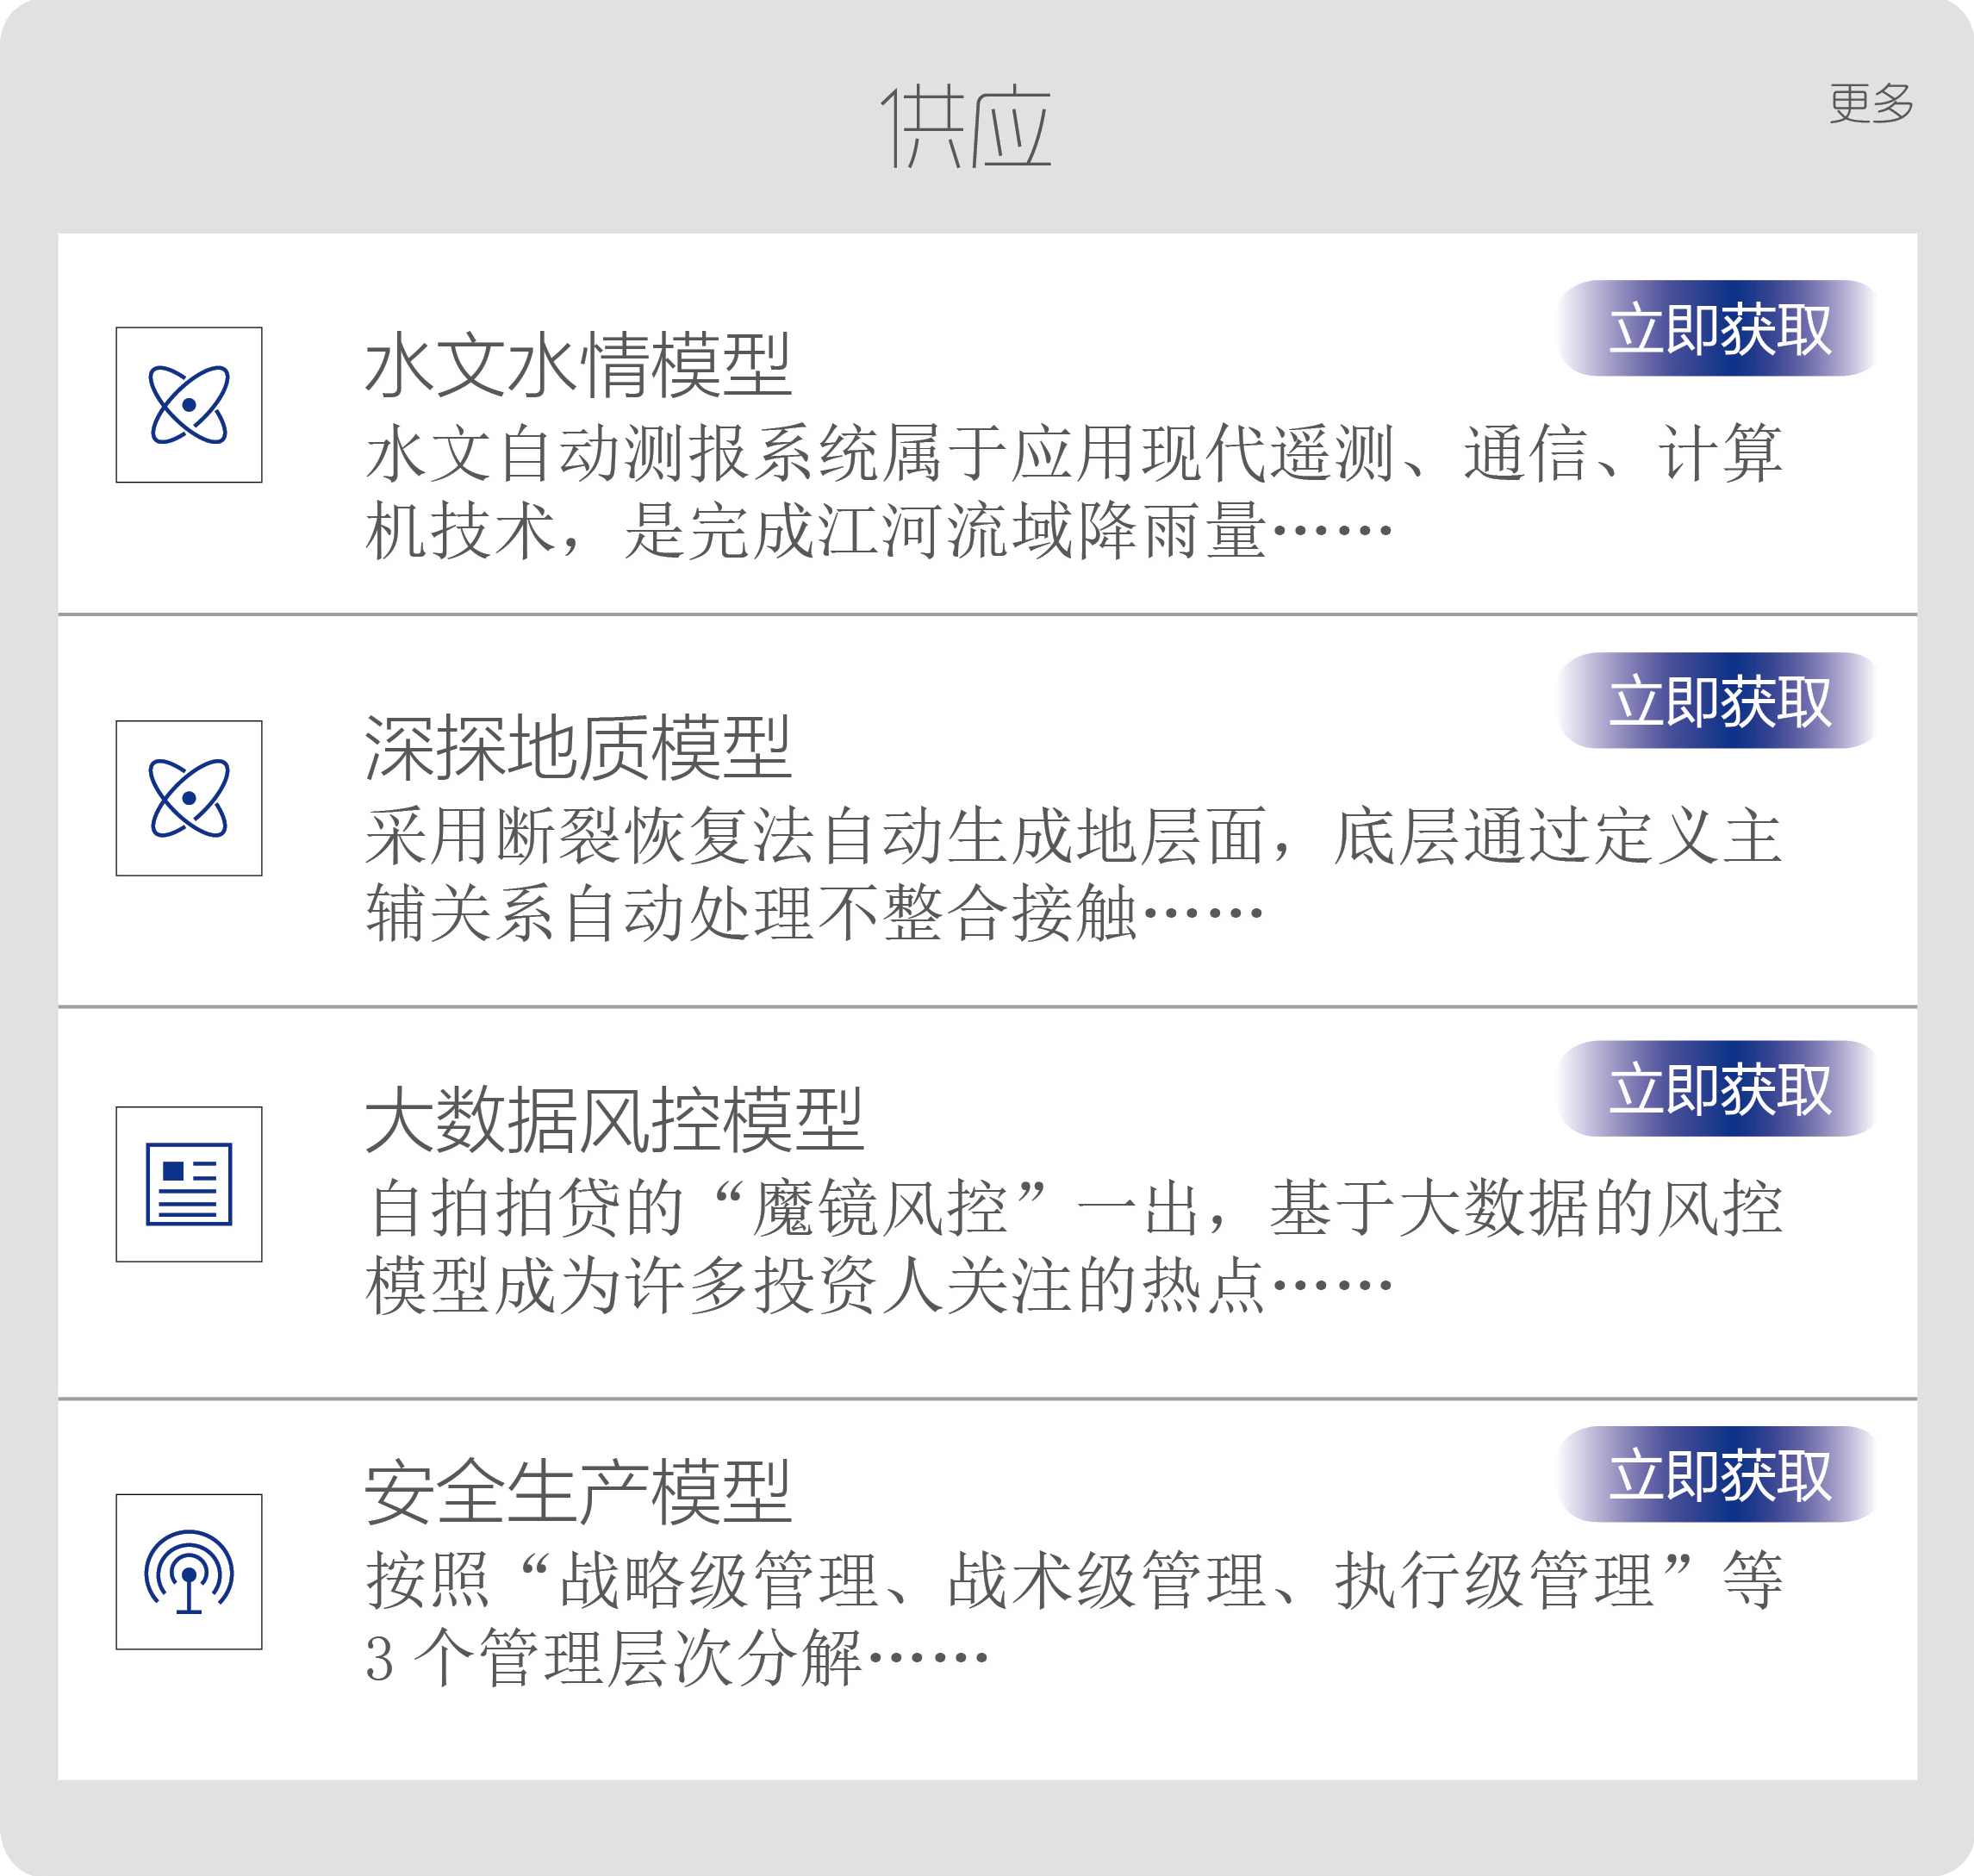 供应
更多
立即获取
水文水情模型
水文自动测报系统属于应用现代遥测、通信、计算
机技术，是完成江河流域降雨量……
立即获取
深探地质模型
采用断裂恢复法自动生成地层面，底层通过定义主
辅关系自动处理不整合接触……
立即获取
大数据风控模型
自拍拍贷的“魔镜风控”一出，基于大数据的风控
模型成为许多投资人关注的热点……
立即获取
安全生产模型
按照“战略级管理、战术级管理、执行级管理”等
3 个管理层次分解……